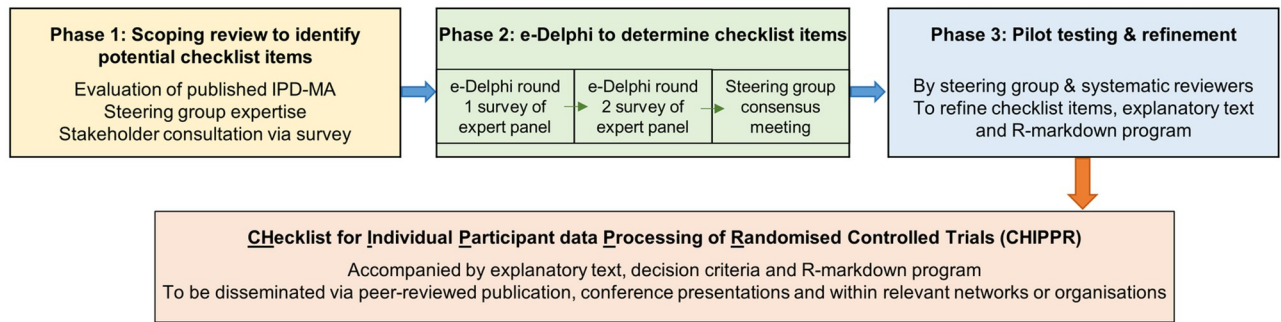 Phase 1: Scoping review to identify
potential checklist items
Evaluation of published IPD-MA
Steering group expertise
Stakeholder consultation via survey
Phase 2: e-Delphi to determine checklist items
e-Delphi round
1 survey of
expert panel
e-Delphi round
2 survey of
expert panel
Steering group
consensus
meeting
Phase 3: Pilot testing & refinement
By steering group & systematic reviewers
To refine checklist items, explanatory text
and R-markdown program
CHecklist for Individual Participant data Processing of Randomised Controlled Trials (CHIPPR)
Accompanied by explanatory text, decision criteria and R-markdown program
To be disseminated via peer-reviewed publication, conference presentations and within relevant networks or organisations